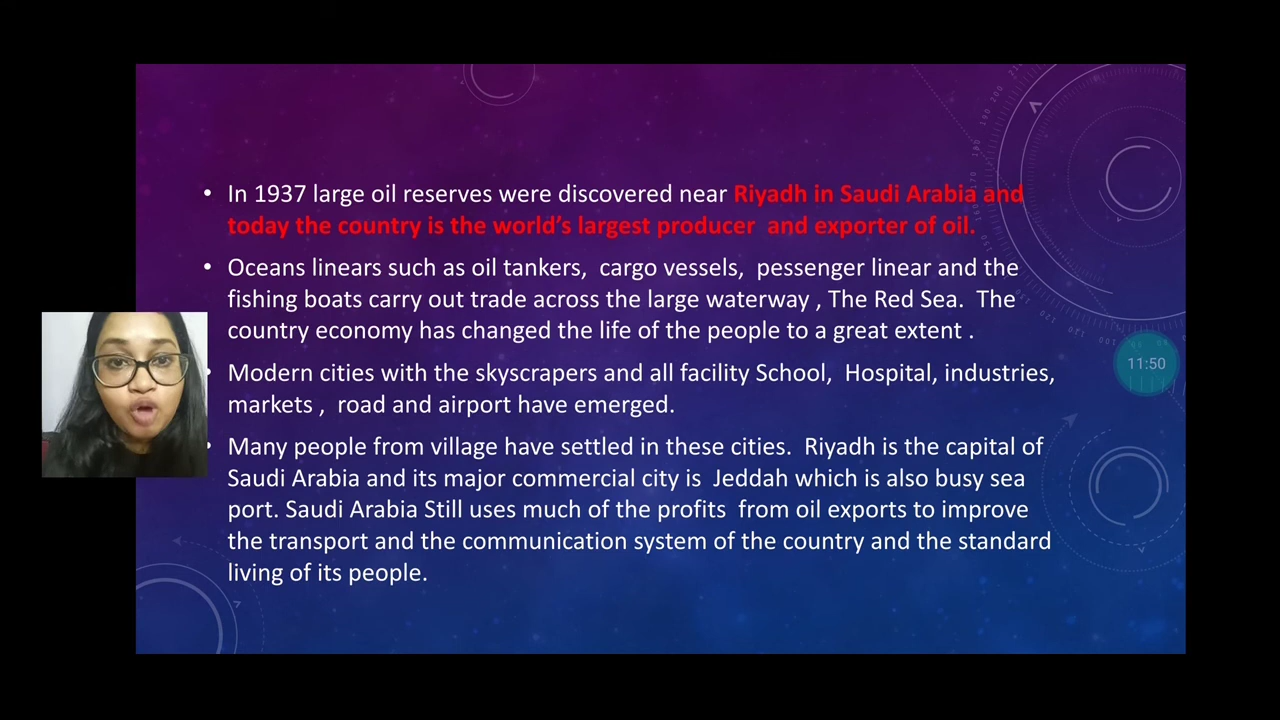 • In 1937 large oil reserves were discovered near Riyadh in Saudi Arabia and
today the country is the world's largest producer and exporter of oil.
• Oceans linears such as oil tankers, cargo vessels, pessenger linear and the
fishing boats carry out trade across the large waterway , The Red Sea. The
country economy has changed the life of the people to a great extent .
• Modern cities with the skyscrapers and all facility School, Hospital, industries,
markets , road and airport have emerged.
• Many people from village have settled in these cities. Riyadh is the capital of
Saudi Arabia and its major commercial city is Jeddah which is also busy sea
port. Saudi Arabia Still uses much of the profits from oil exports to improve
the transport and the communication system of the country and the standard
living of its people.
11:50